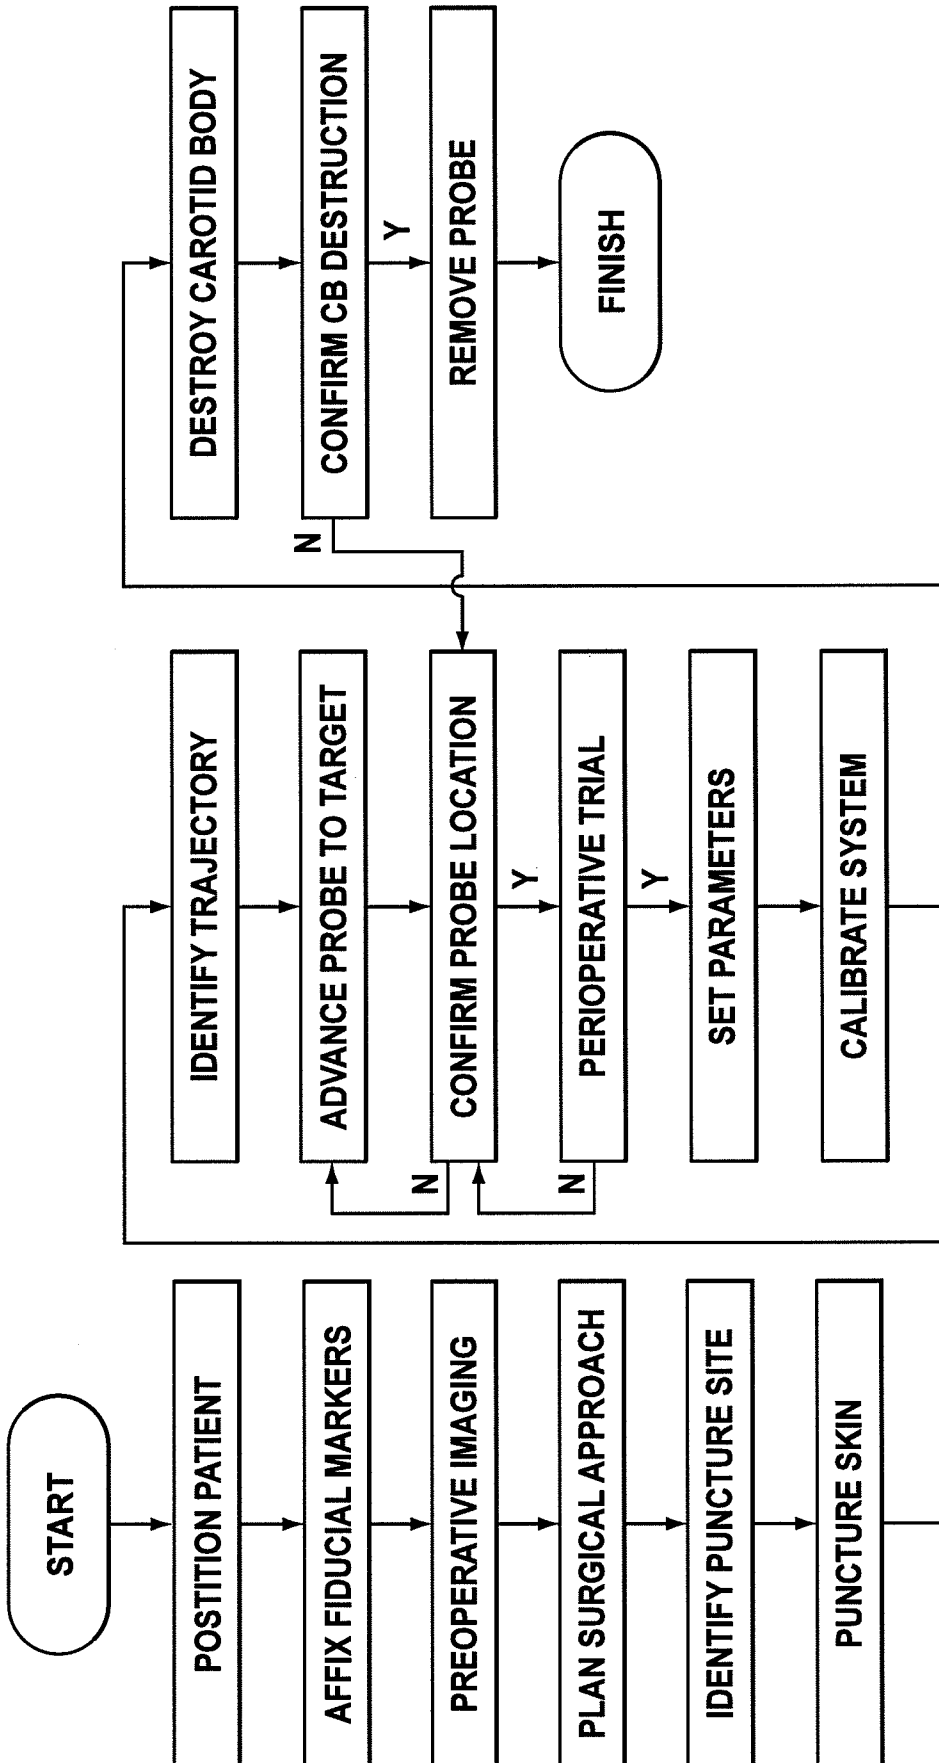 START
POSTITION PATIENT
AFFIX FIDUCIAL MARKERS
PREOPERATIVE IMAGING
PLAN SURGICAL APPROACH
IDENTIFY PUNCTURE SITE
PUNCTURE SKIN
IDENTIFY TRAJECTORY
ADVANCE PROBE TO TARGET
N
CONFIRM PROBE LOCATION
Y
N
PERIOPERATIVE TRIAL
Y
SET PARAMETERS
CALIBRATE SYSTEM
DESTROY CAROTID BODY
CONFIRM CB DESTRUCTION
N
Y
REMOVE PROBE
FINISH